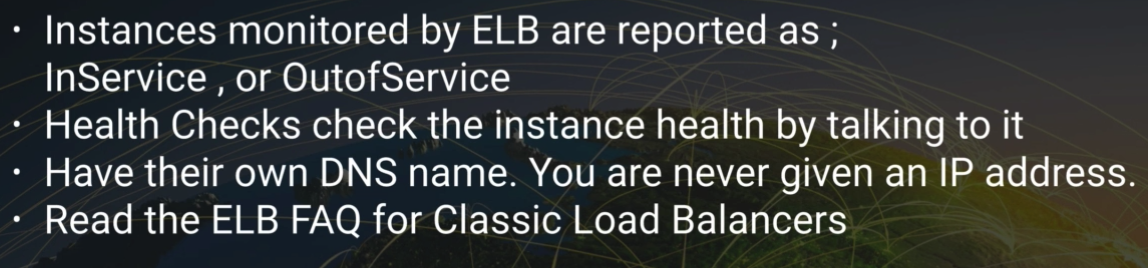 • Instances monitored by ELB are reported as ;
InService , or OutofService
• Health Checks check the instance health by talking to it
• Have their own DNS name. You are never given an IP address.
• Read the ELB FAQ for Classic Load Balancers